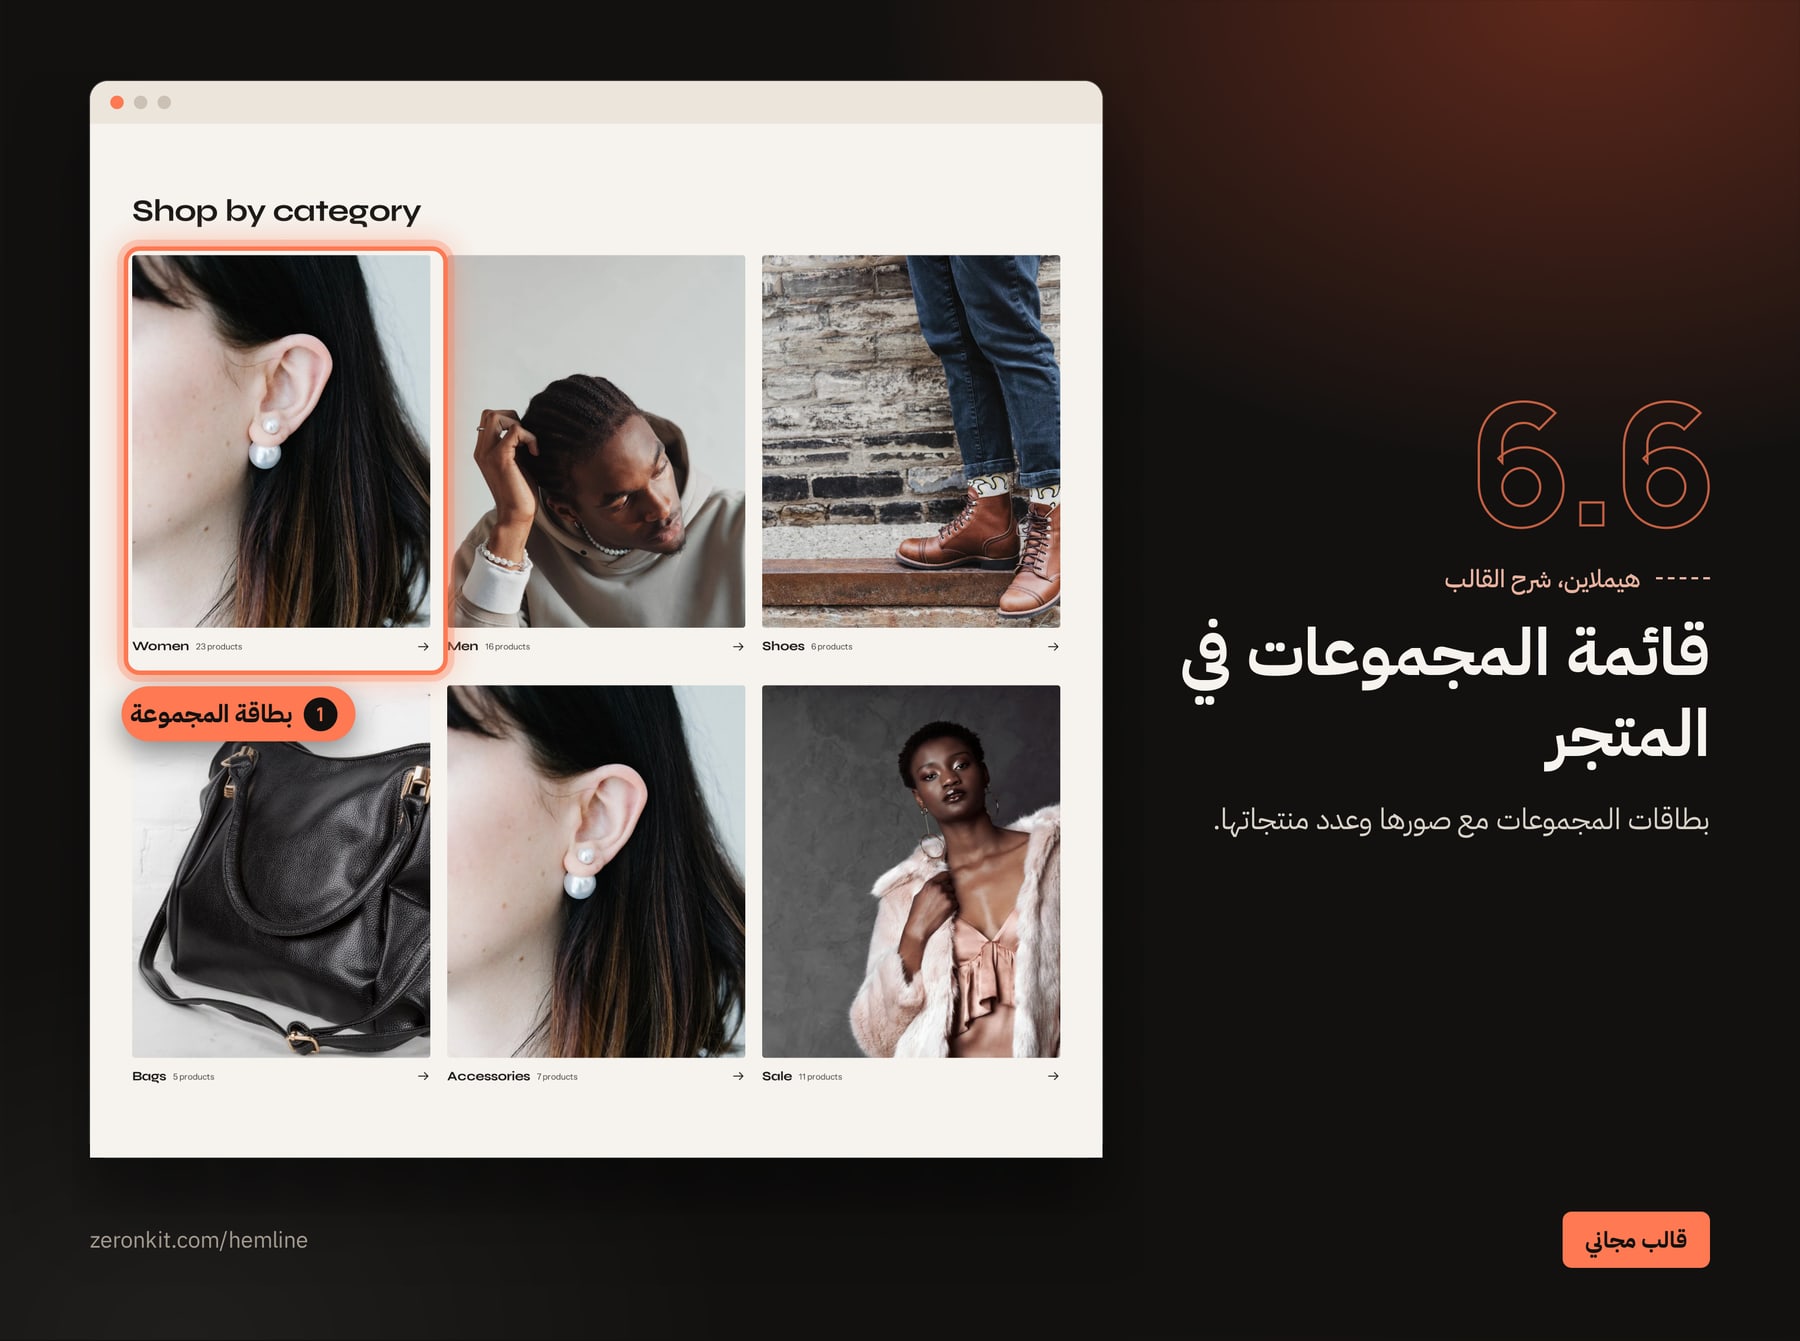 Shop by category
Women 23 products →
Men 16 products →
Shoes 6 products →
1 بطاقة المجموعة
Bags 5 products →
Accessories 7 products →
Sale 11 products →
6.6
هيملاين، شرح القالب
قائمة المجموعات في
المتجر
بطاقات المجموعات مع صورها وعدد منتجاتها.
zeronkit.com/hemline
قالب مجاني